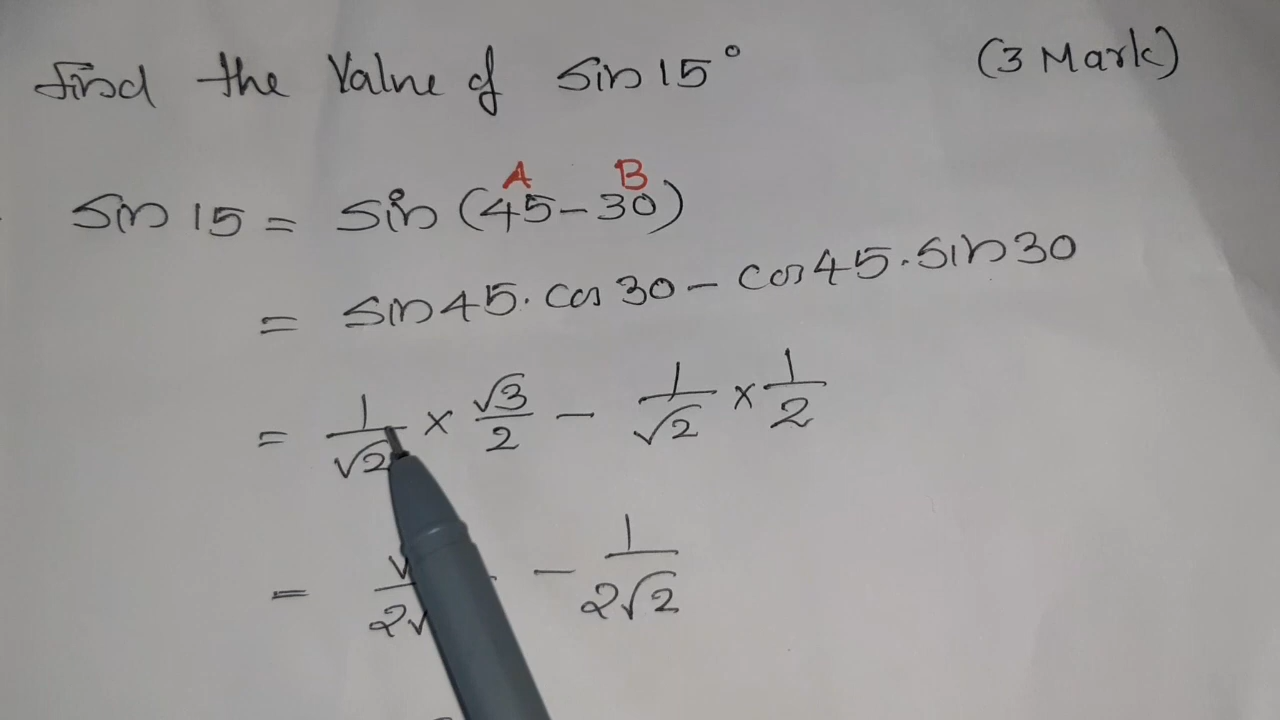 Find the Value of Sin 15° (3 Mark)
A B
Sin 15 = Sin (45 - 30)
= Sin 45 . Cos 30 - Cos 45 . Sin 30
= 1/√2 × √3/2 - 1/√2 × 1/2
= - 1/2√2